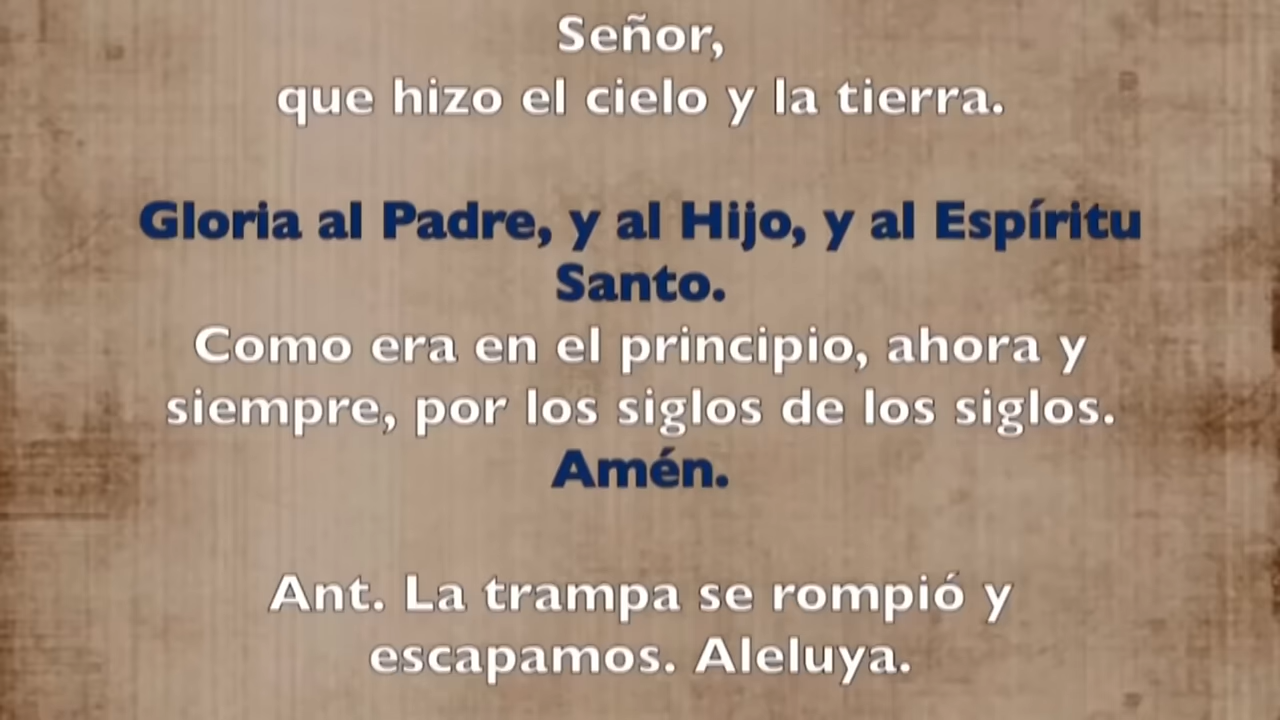 Señor,
que hizo el cielo y la tierra.
Gloria al Padre, y al Hijo, y al Espíritu
Santo.
Como era en el principio, ahora y
siempre, por los siglos de los siglos.
Amén.
Ant. La trampa se rompió y
escapamos. Aleluya.